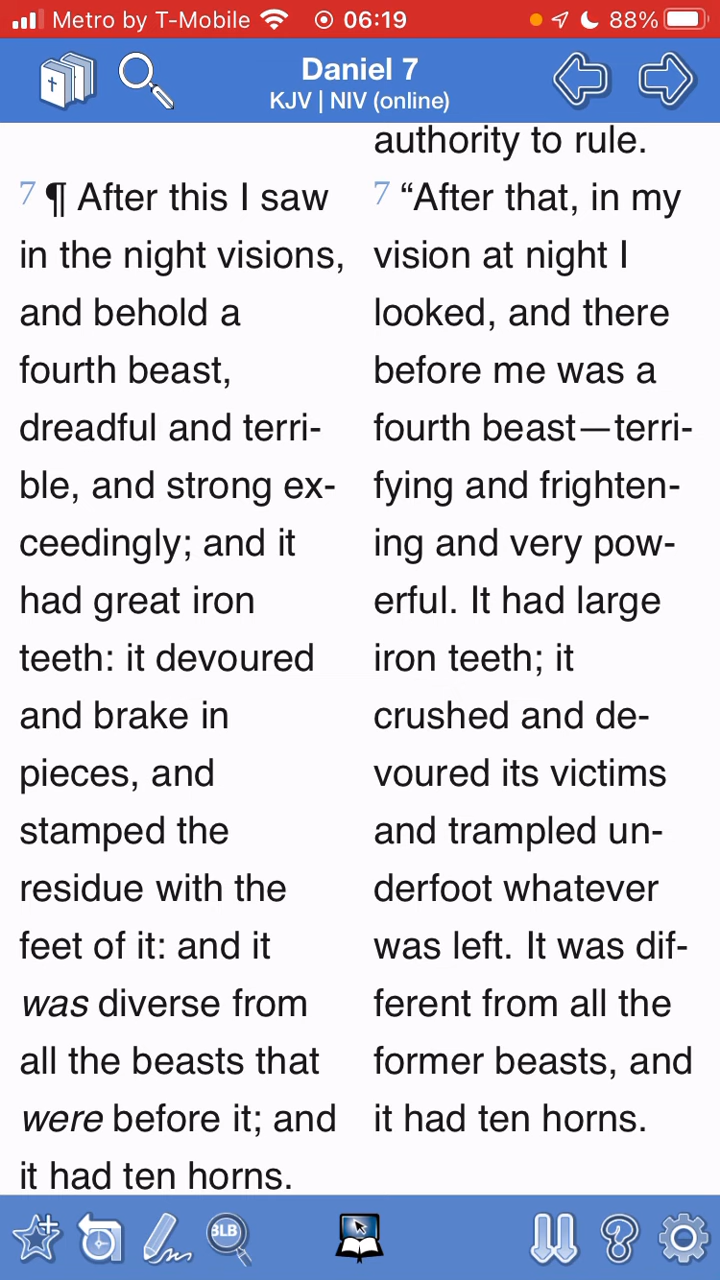 Metro by T-Mobile 06:19 88%
Daniel 7
KJV | NIV (online)
authority to rule.
7 ¶ After this I saw
in the night visions,
and behold a
fourth beast,
dreadful and terri-
ble, and strong ex-
ceedingly; and it
had great iron
teeth: it devoured
and brake in
pieces, and
stamped the
residue with the
feet of it: and it
was diverse from
all the beasts that
were before it; and
it had ten horns.
7 “After that, in my
vision at night I
looked, and there
before me was a
fourth beast—terri-
fying and frighten-
ing and very pow-
erful. It had large
iron teeth; it
crushed and de-
voured its victims
and trampled un-
derfoot whatever
was left. It was dif-
ferent from all the
former beasts, and
it had ten horns.
BLB